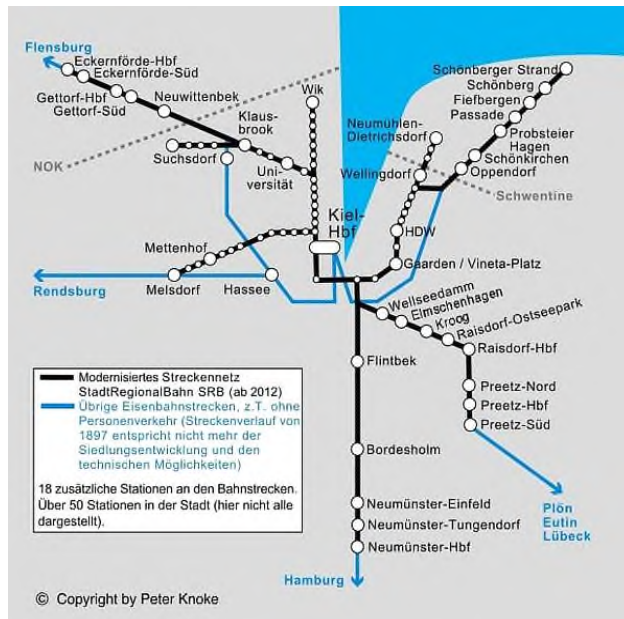 Flensburg
Eckernförde-Hbf
Eckernförde-Süd
Gettorf-Hbf
Gettorf-Süd
Neuwittenbek
Klaus-
brook
Wik
Suchsdorf
Uni-
versität
NOK
Neumühlen-
Dietrichsdorf
Wellingdorf
Schönberger Strand
Schönberg
Fiefbergen
Passade
Probsteier
Hagen
Schönkirchen
Oppendorf
Schwentine
Kiel-
Hbf
HDW
Gaarden / Vineta-Platz
Mettenhof
Melsdorf
Hassee
Rendsburg
Wellseedamm
Elmschenhagen
Kroog
Raisdorf-Ostseepark
Raisdorf-Hbf
Preetz-Nord
Preetz-Hbf
Preetz-Süd
Flintbek
Bordesholm
Neumünster-Einfeld
Neumünster-Tungendorf
Neumünster-Hbf
Hamburg
Plön
Eutin
Lübeck
Modernisiertes Streckennetz
StadtRegionalBahn SRB (ab 2012)
Übrige Eisenbahnstrecken, z.T. ohne
Personenverkehr (Streckenverlauf von
1897 entspricht nicht mehr der
Siedlungsentwicklung und den
technischen Möglichkeiten)
18 zusätzliche Stationen an den Bahnstrecken.
Über 50 Stationen in der Stadt (hier nicht alle
dargestellt).
© Copyright by Peter Knoke